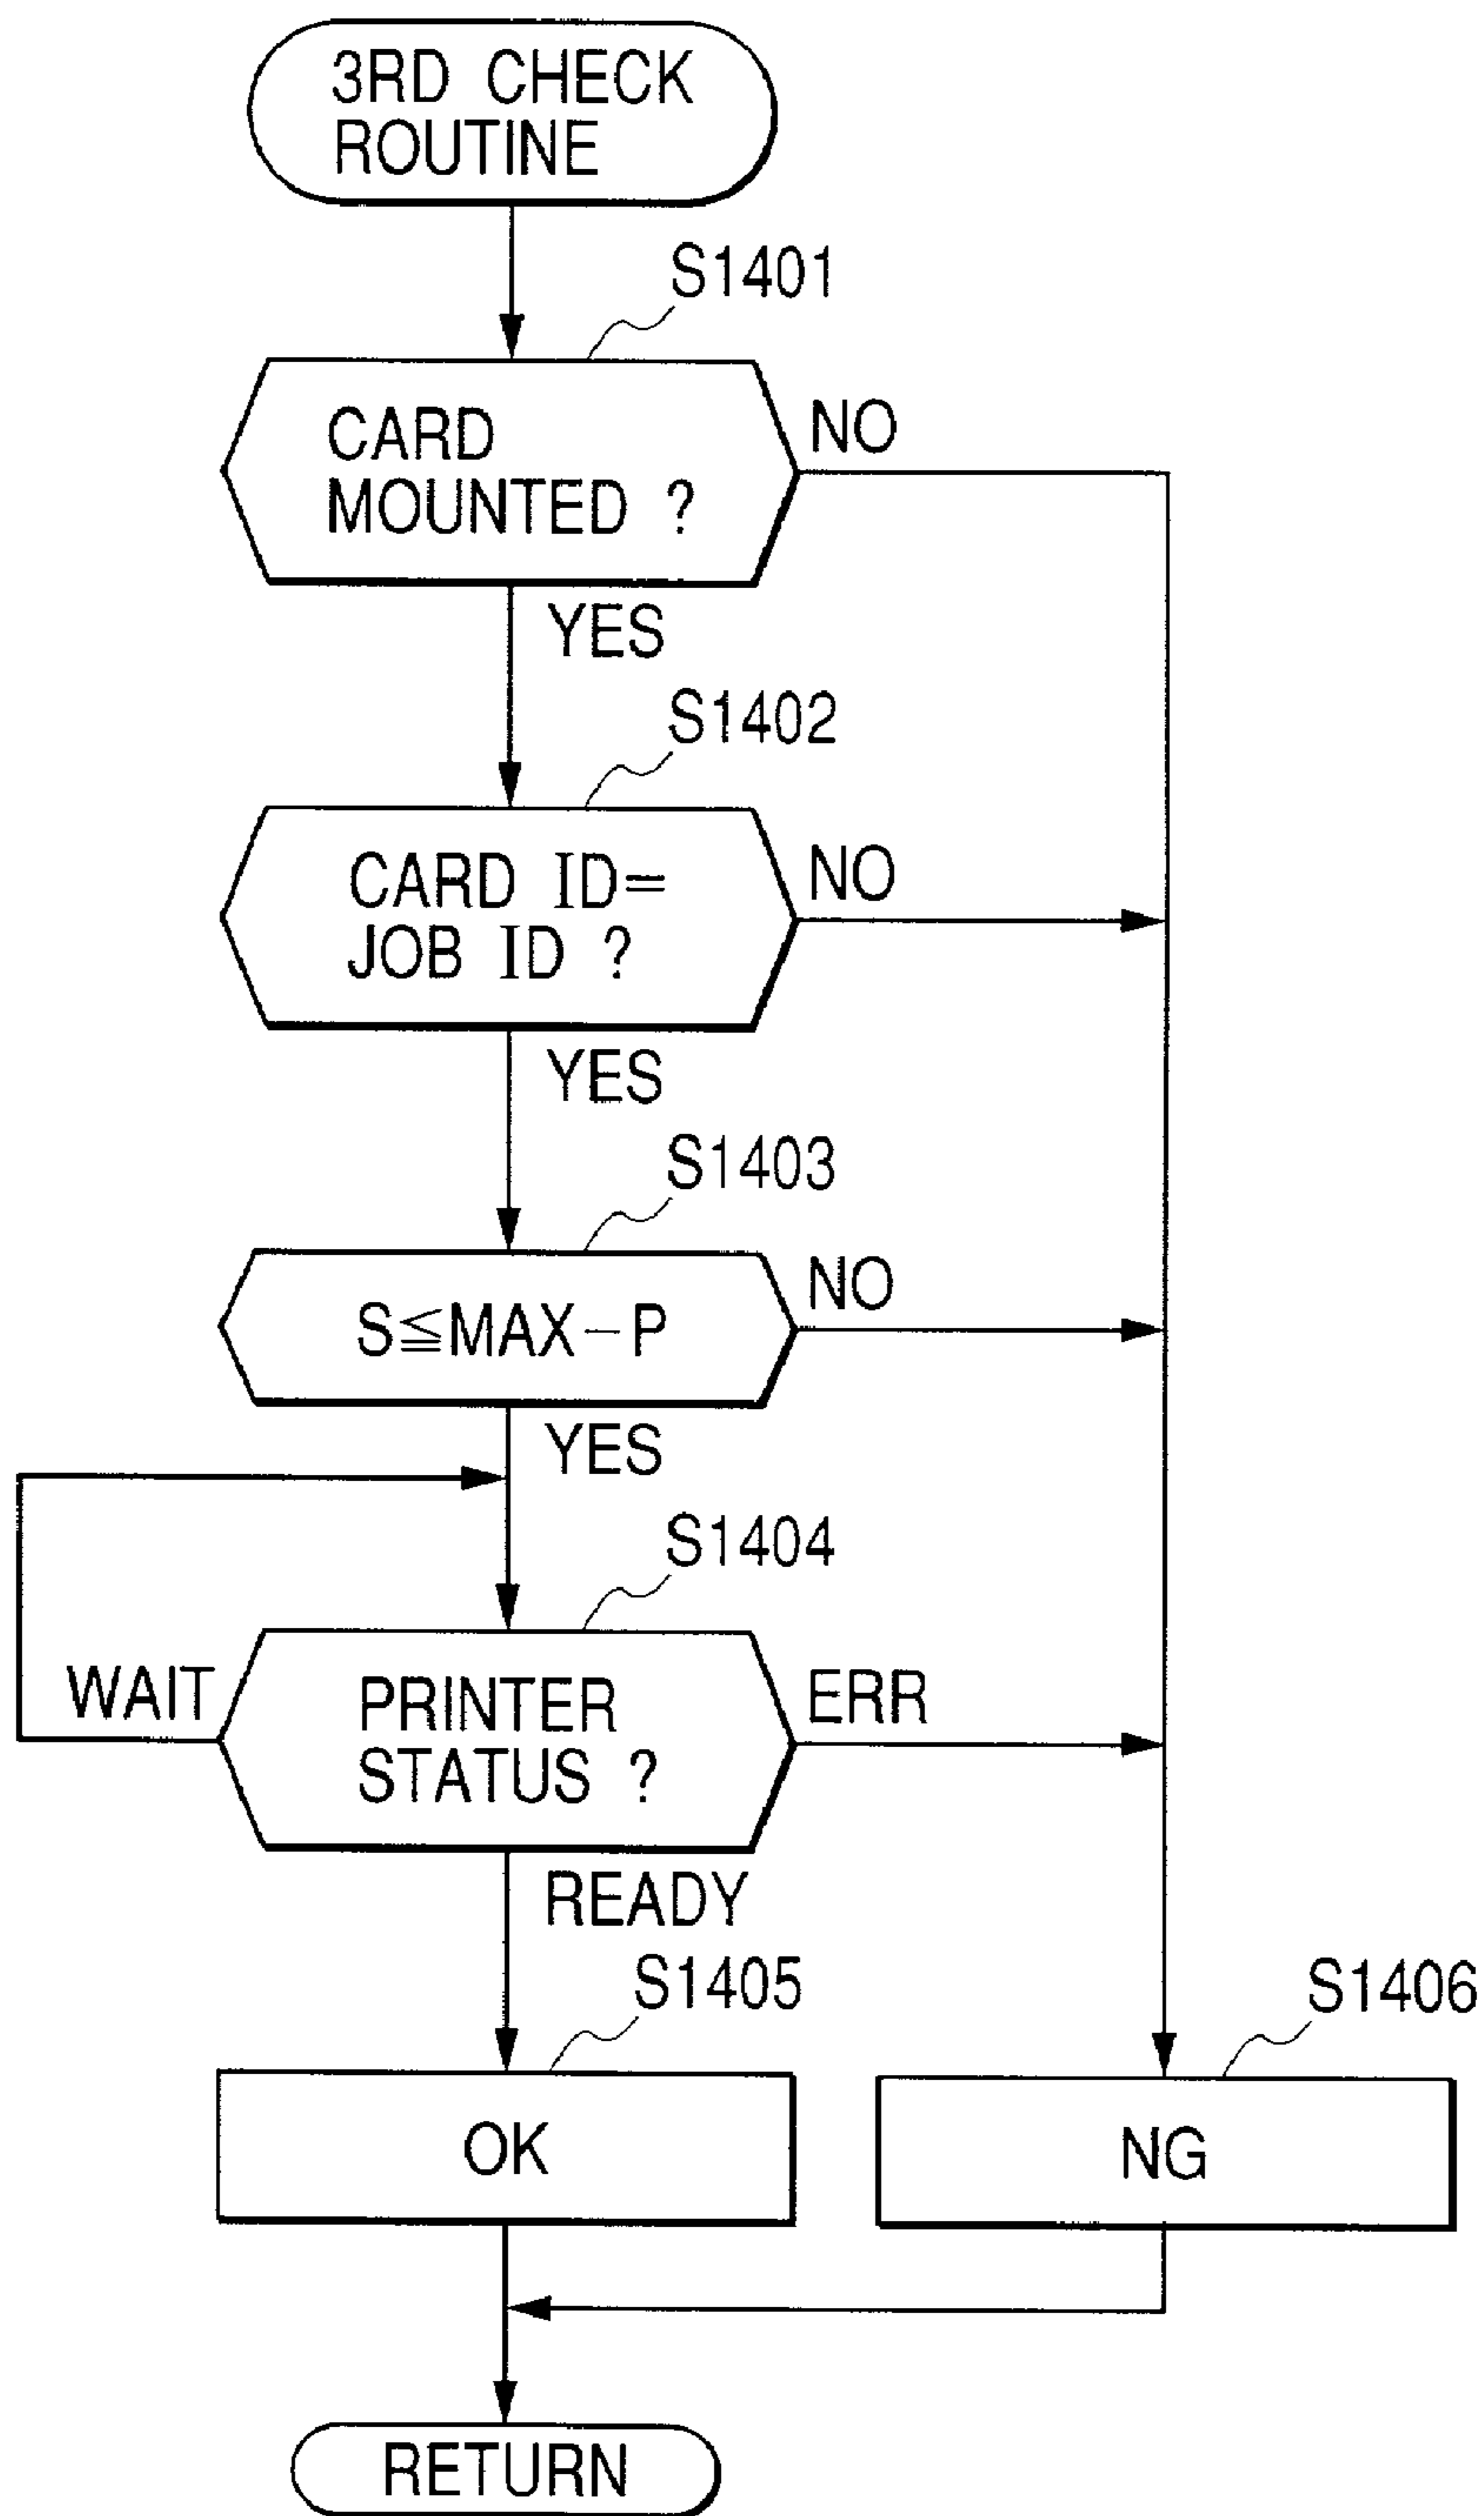 3RD CHECK
ROUTINE
S1401
CARD
MOUNTED ?
NO
YES
S1402
CARD ID=
JOB ID ?
NO
YES
S1403
S≦MAX-P
NO
YES
S1404
WAIT
PRINTER
STATUS ?
ERR
READY
S1405
S1406
OK
NG
RETURN